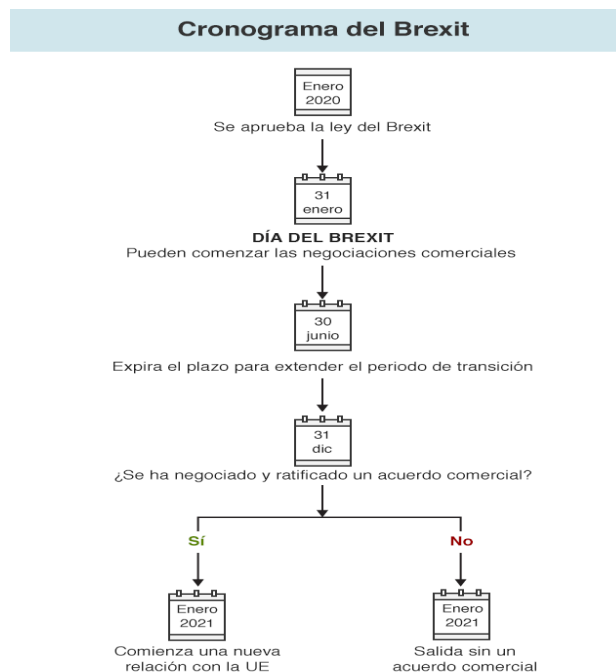 Cronograma del Brexit
Enero
2020
Se aprueba la ley del Brexit
31
enero
DÍA DEL BREXIT
Pueden comenzar las negociaciones comerciales
30
junio
Expira el plazo para extender el periodo de transición
31
dic
¿Se ha negociado y ratificado un acuerdo comercial?
Sí
No
Enero
2021
Comienza una nueva
relación con la UE
Enero
2021
Salida sin un
acuerdo comercial